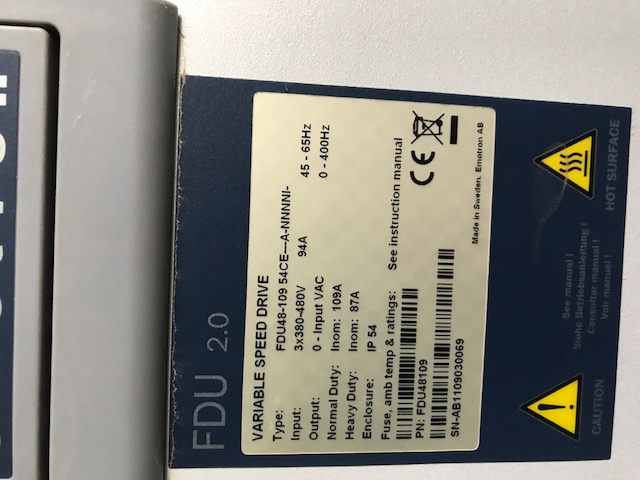 FDU 2.0
VARIABLE SPEED DRIVE
Type: FDU48-109 54CE---A-NNNNI-
Input: 3x380-480V 94A 45 - 65Hz
Output: 0 - Input VAC 0 - 400Hz
Normal Duty: Inom: 109A
Heavy Duty: Inom: 87A
Enclosure: IP 54
Fuse, amb temp & ratings: See instruction manual
CE
PN: FDU48109
SN-AB1109030069
Made in Sweden, Emotron AB
CAUTION
See manual !
Siehe Betriebsanleitung !
Consultar manual !
Voir manuel !
HOT SURFACE